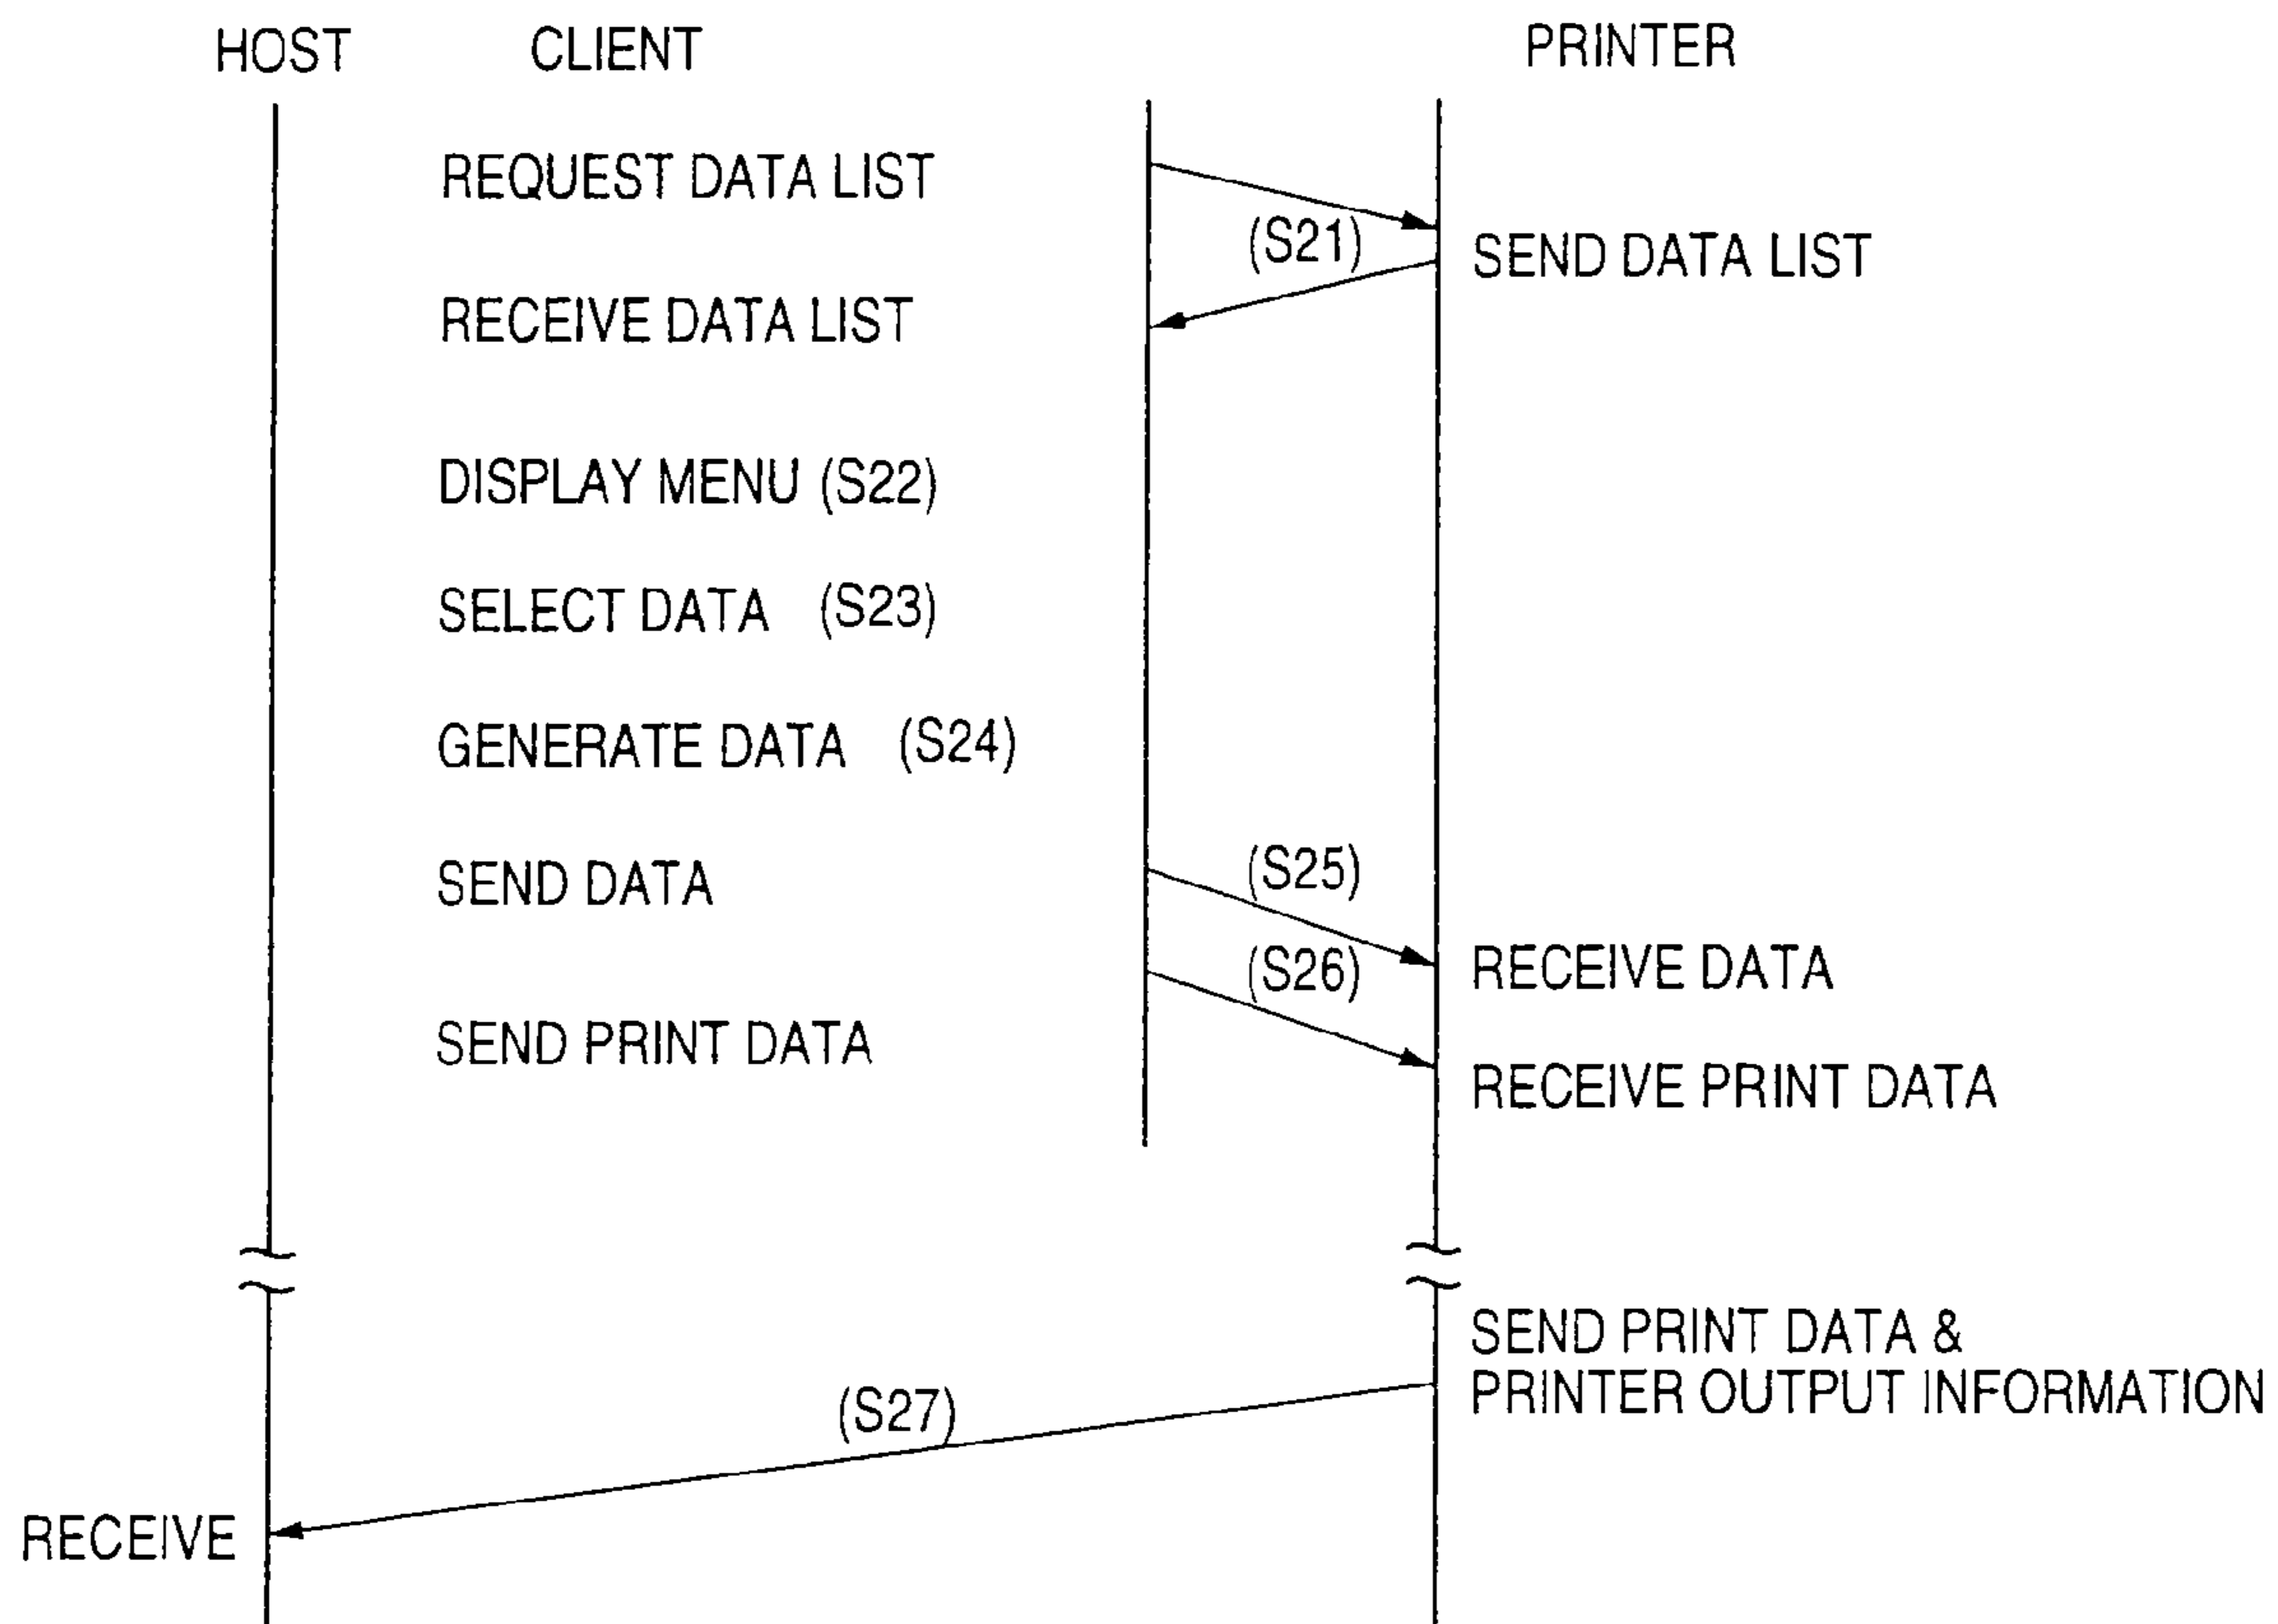 HOST CLIENT PRINTER
REQUEST DATA LIST
(S21)
SEND DATA LIST
RECEIVE DATA LIST
DISPLAY MENU (S22)
SELECT DATA (S23)
GENERATE DATA (S24)
SEND DATA
(S25)
RECEIVE DATA
(S26)
SEND PRINT DATA
RECEIVE PRINT DATA
SEND PRINT DATA &
PRINTER OUTPUT INFORMATION
(S27)
RECEIVE